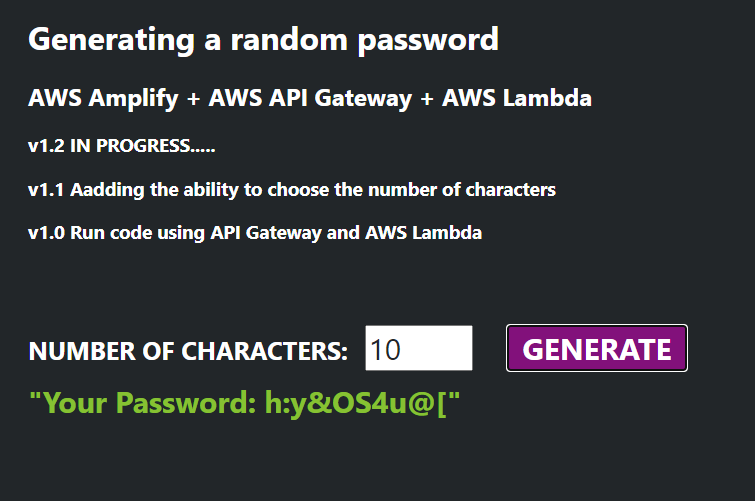 Generating a random password
AWS Amplify + AWS API Gateway + AWS Lambda
v1.2 IN PROGRESS.....
v1.1 Aadding the ability to choose the number of characters
v1.0 Run code using API Gateway and AWS Lambda
NUMBER OF CHARACTERS: 10 GENERATE
"Your Password: h:y&OS4u@["